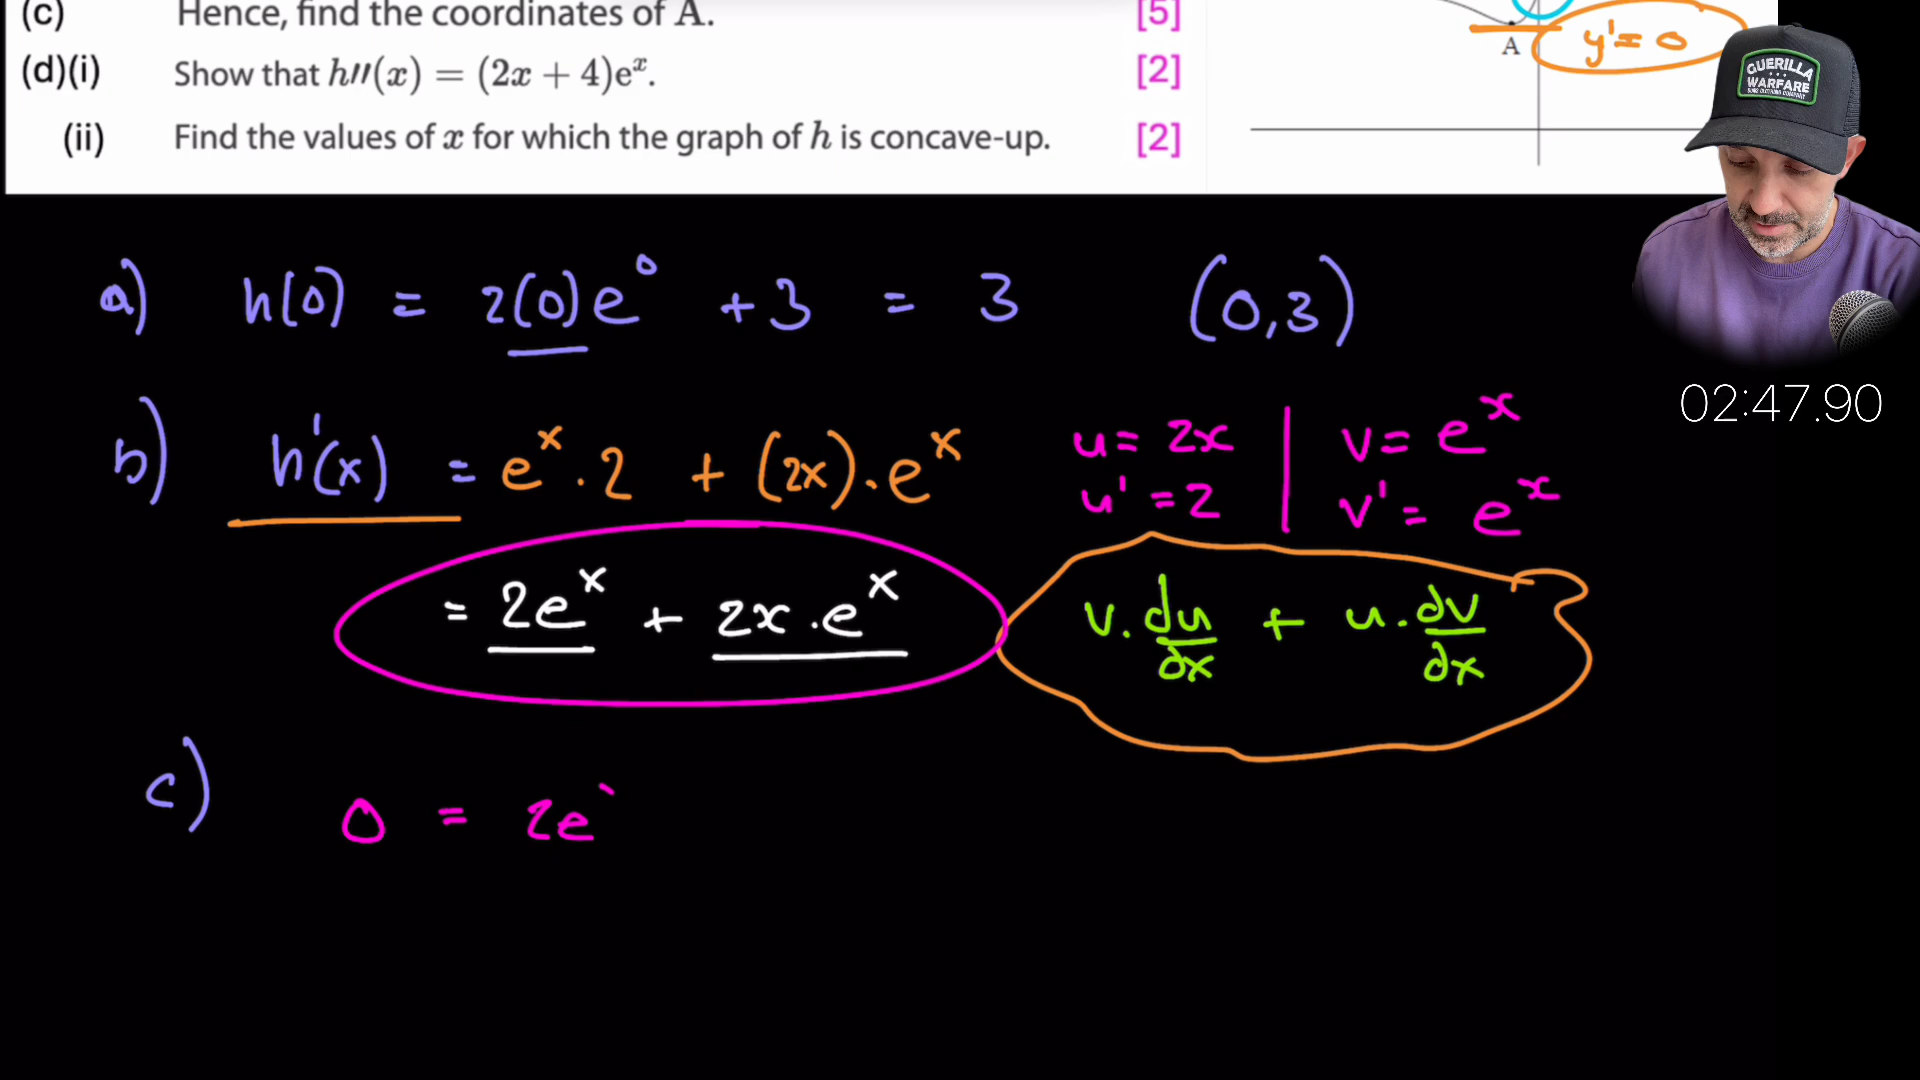 (c) Hence, find the coordinates of A. [5]
(d)(i) Show that h′′(x) = (2x + 4)eˣ. [2]
(ii) Find the values of x for which the graph of h is concave-up. [2]
A
y' = 0
GUERILLA
WARFARE
02:47.90
a) h(0) = 2(0)e⁰ + 3 = 3 (0,3)
b) h'(x) = eˣ . 2 + (2x) . eˣ
u = 2x | v = eˣ
u' = 2 | v' = eˣ
= 2eˣ + 2x . eˣ
v . du/dx + u . dv/dx
c) 0 = 2e